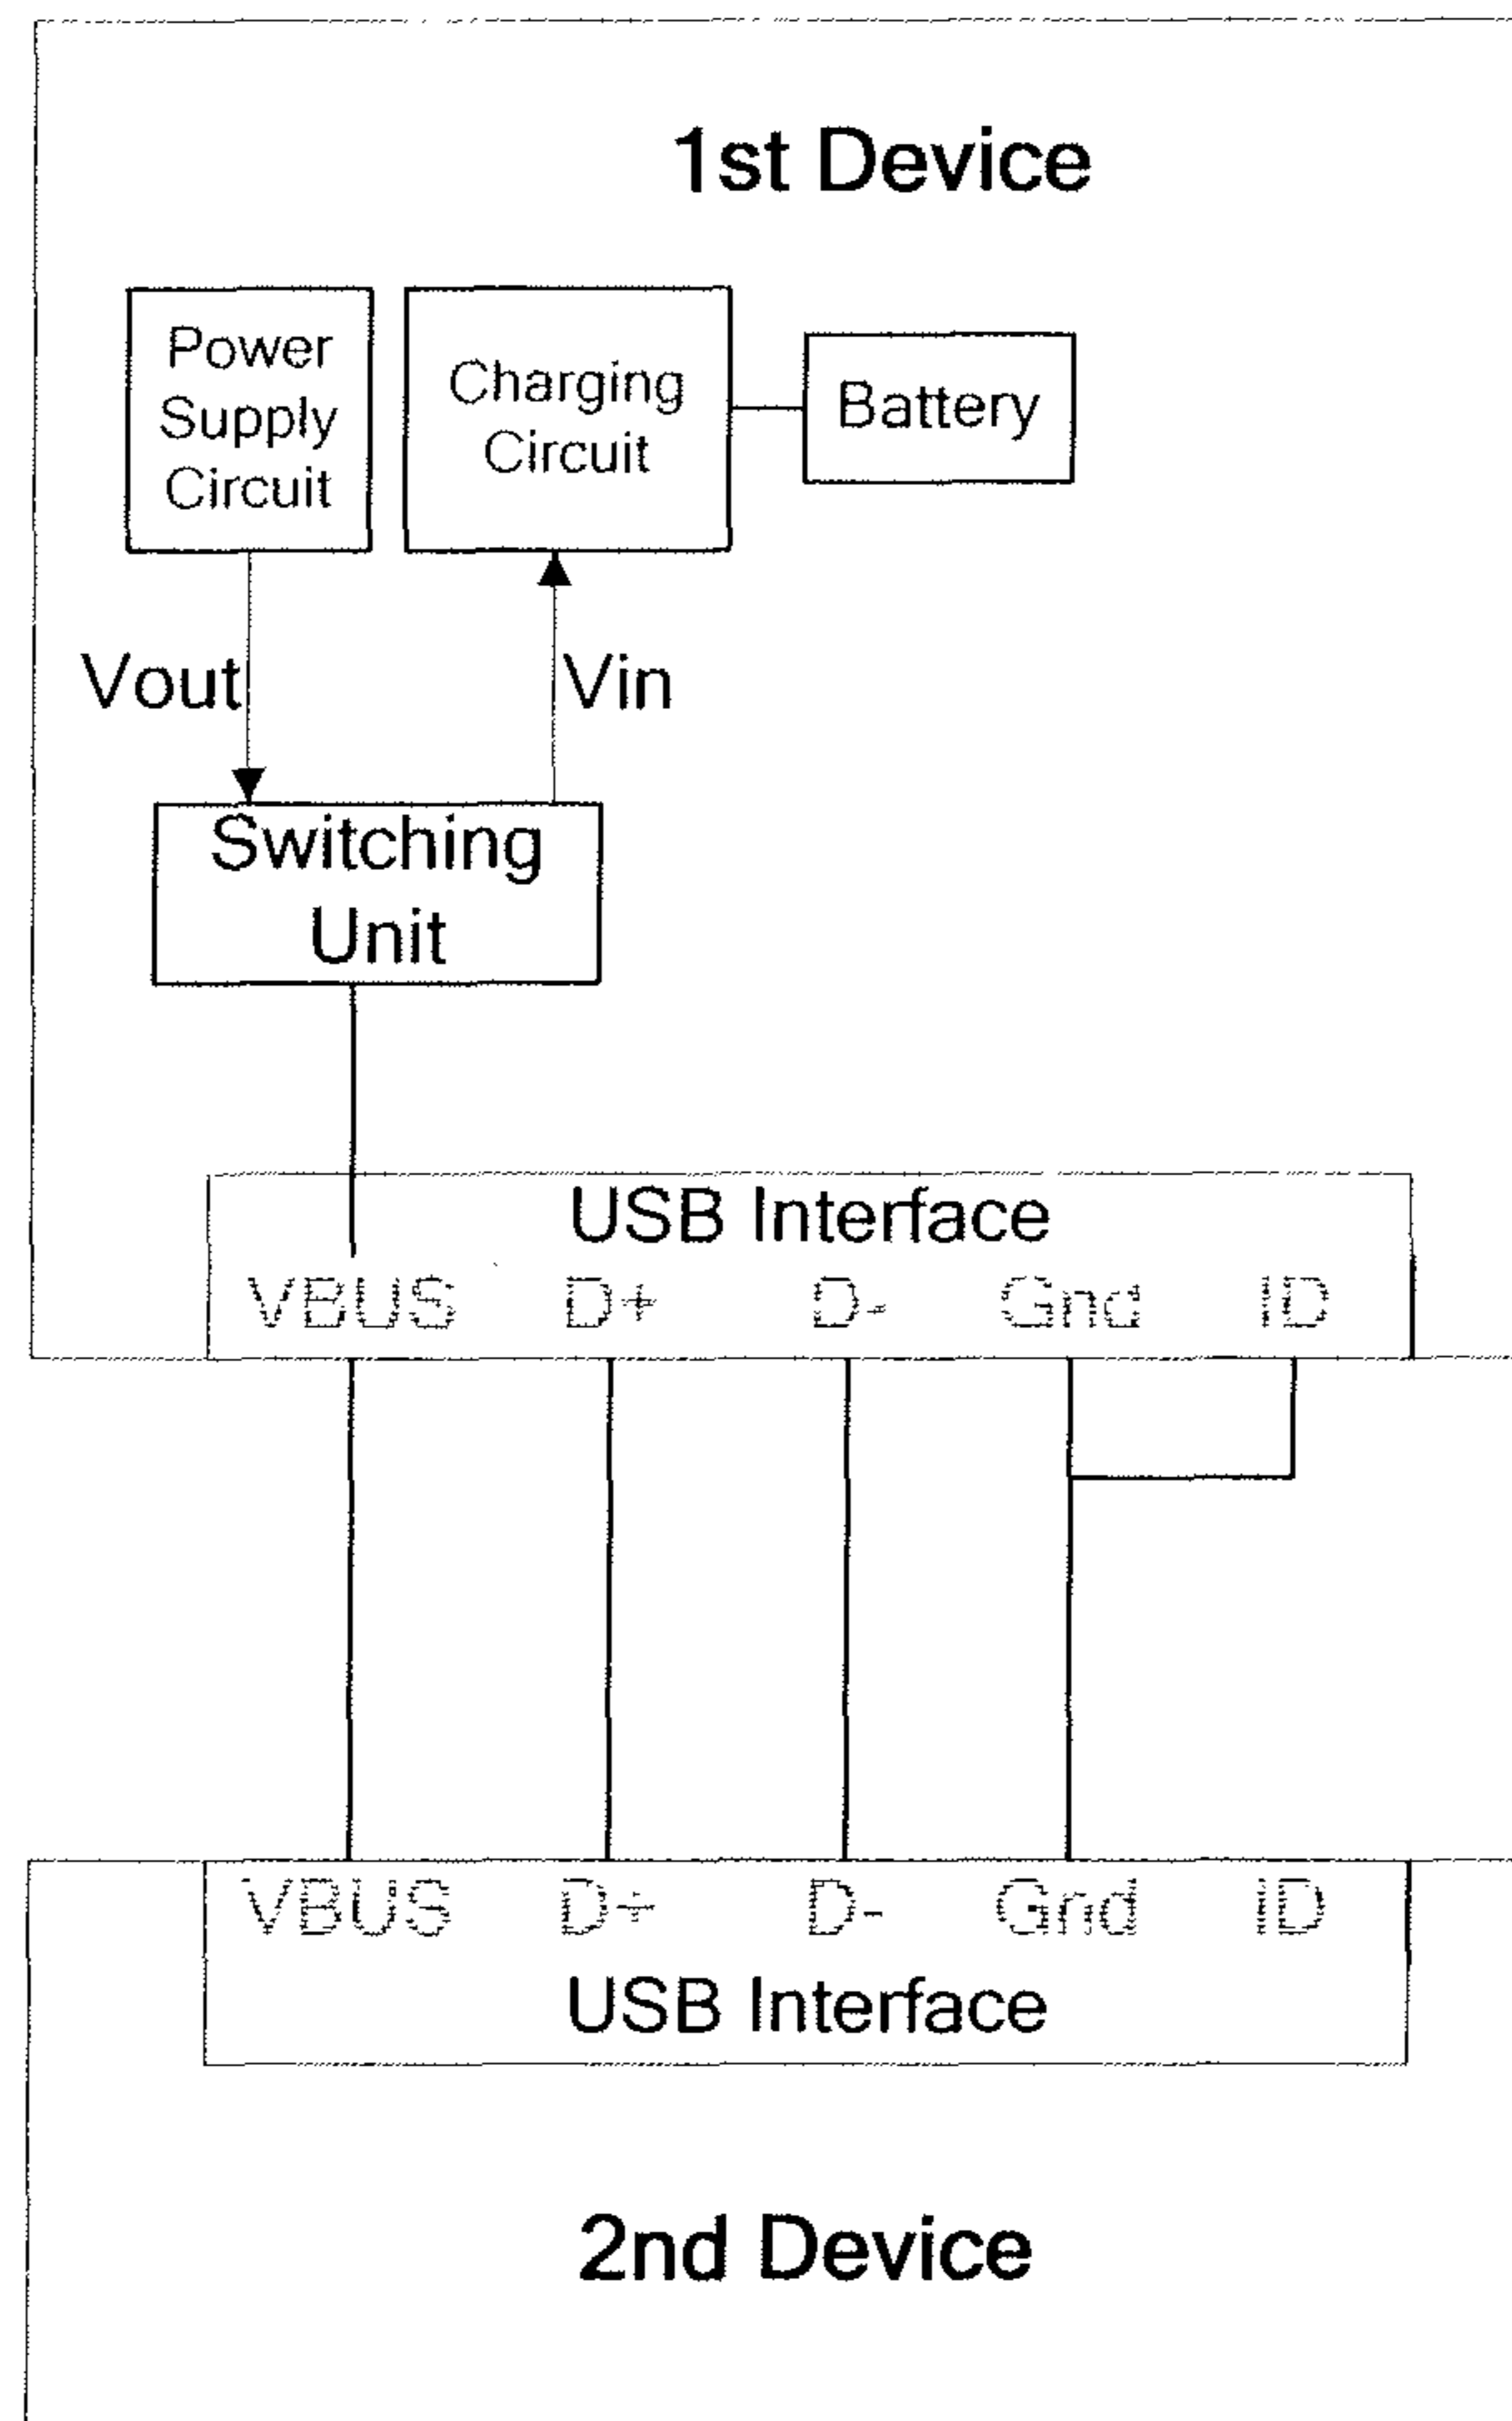 1st Device
Power
Supply
Circuit
Charging
Circuit
Battery
Vout
Vin
Switching
Unit
USB Interface
VBUS D+ D- Gnd ID
VBUS D+ D- Gnd ID
USB Interface
2nd Device